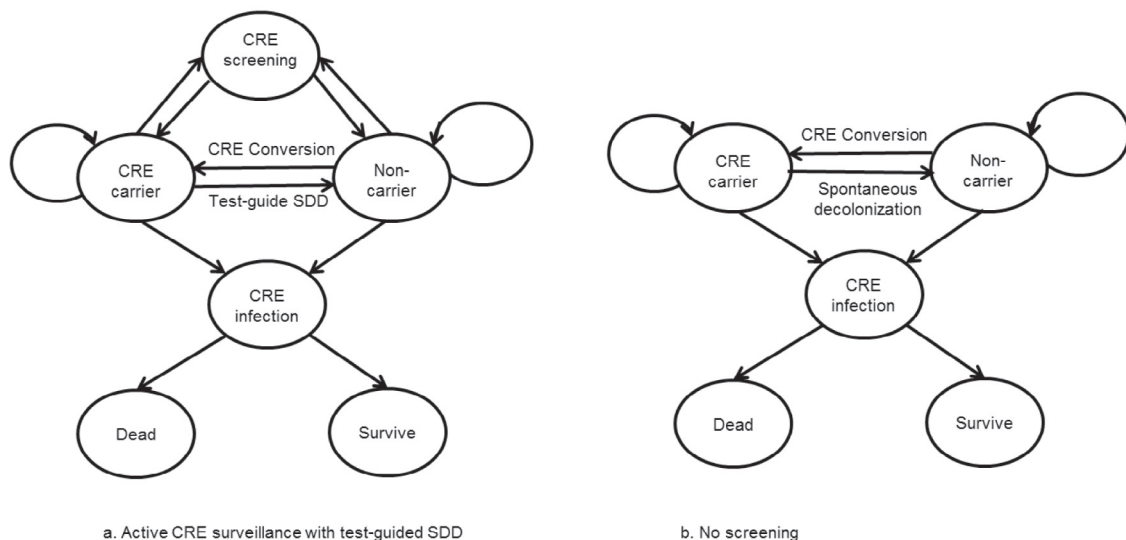 CRE
screening
CRE Conversion
CRE
carrier
Non-
carrier
Test-guide SDD
CRE
infection
Dead
Survive
a. Active CRE surveillance with test-guided SDD
CRE Conversion
CRE
carrier
Non-
carrier
Spontaneous
decolonization
CRE
infection
Dead
Survive
b. No screening